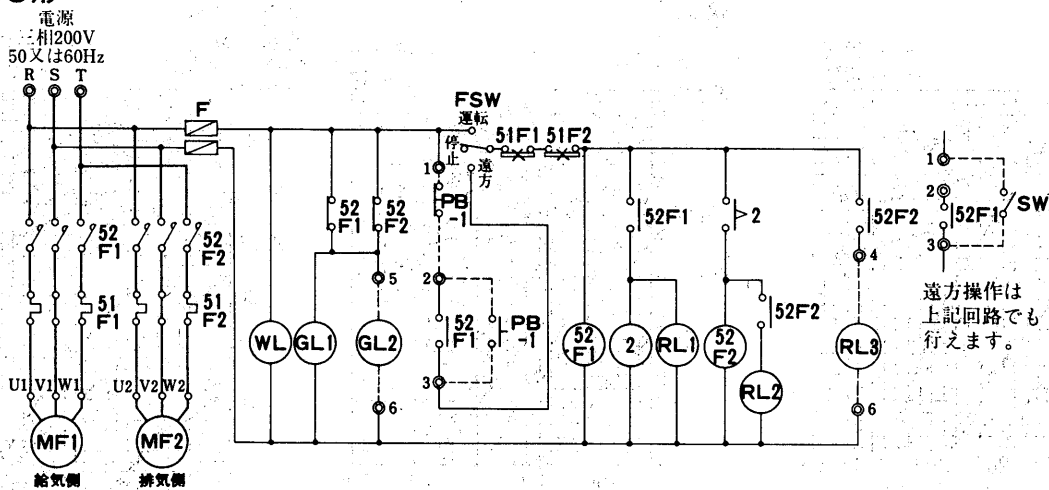 電源
三相200V
50又は60Hz
R S T
F
FSW
運転
停止
遠方
51F1 51F2
1
PB
-1
2
52
F1
PB
-1
3
52
F1
52
F2
5
6
WL
GL1
GL2
52
F1
52
F2
51
F1
51
F2
U1 V1 W1
U2 V2 W2
MF1
MF2
給気側
排気側
52F1
2
52F2
52F2
4
52
F1
2
RL1
52
F2
RL2
RL3
6
1
2
52F1
3
SW
遠方操作は
上記回路でも
行えます。